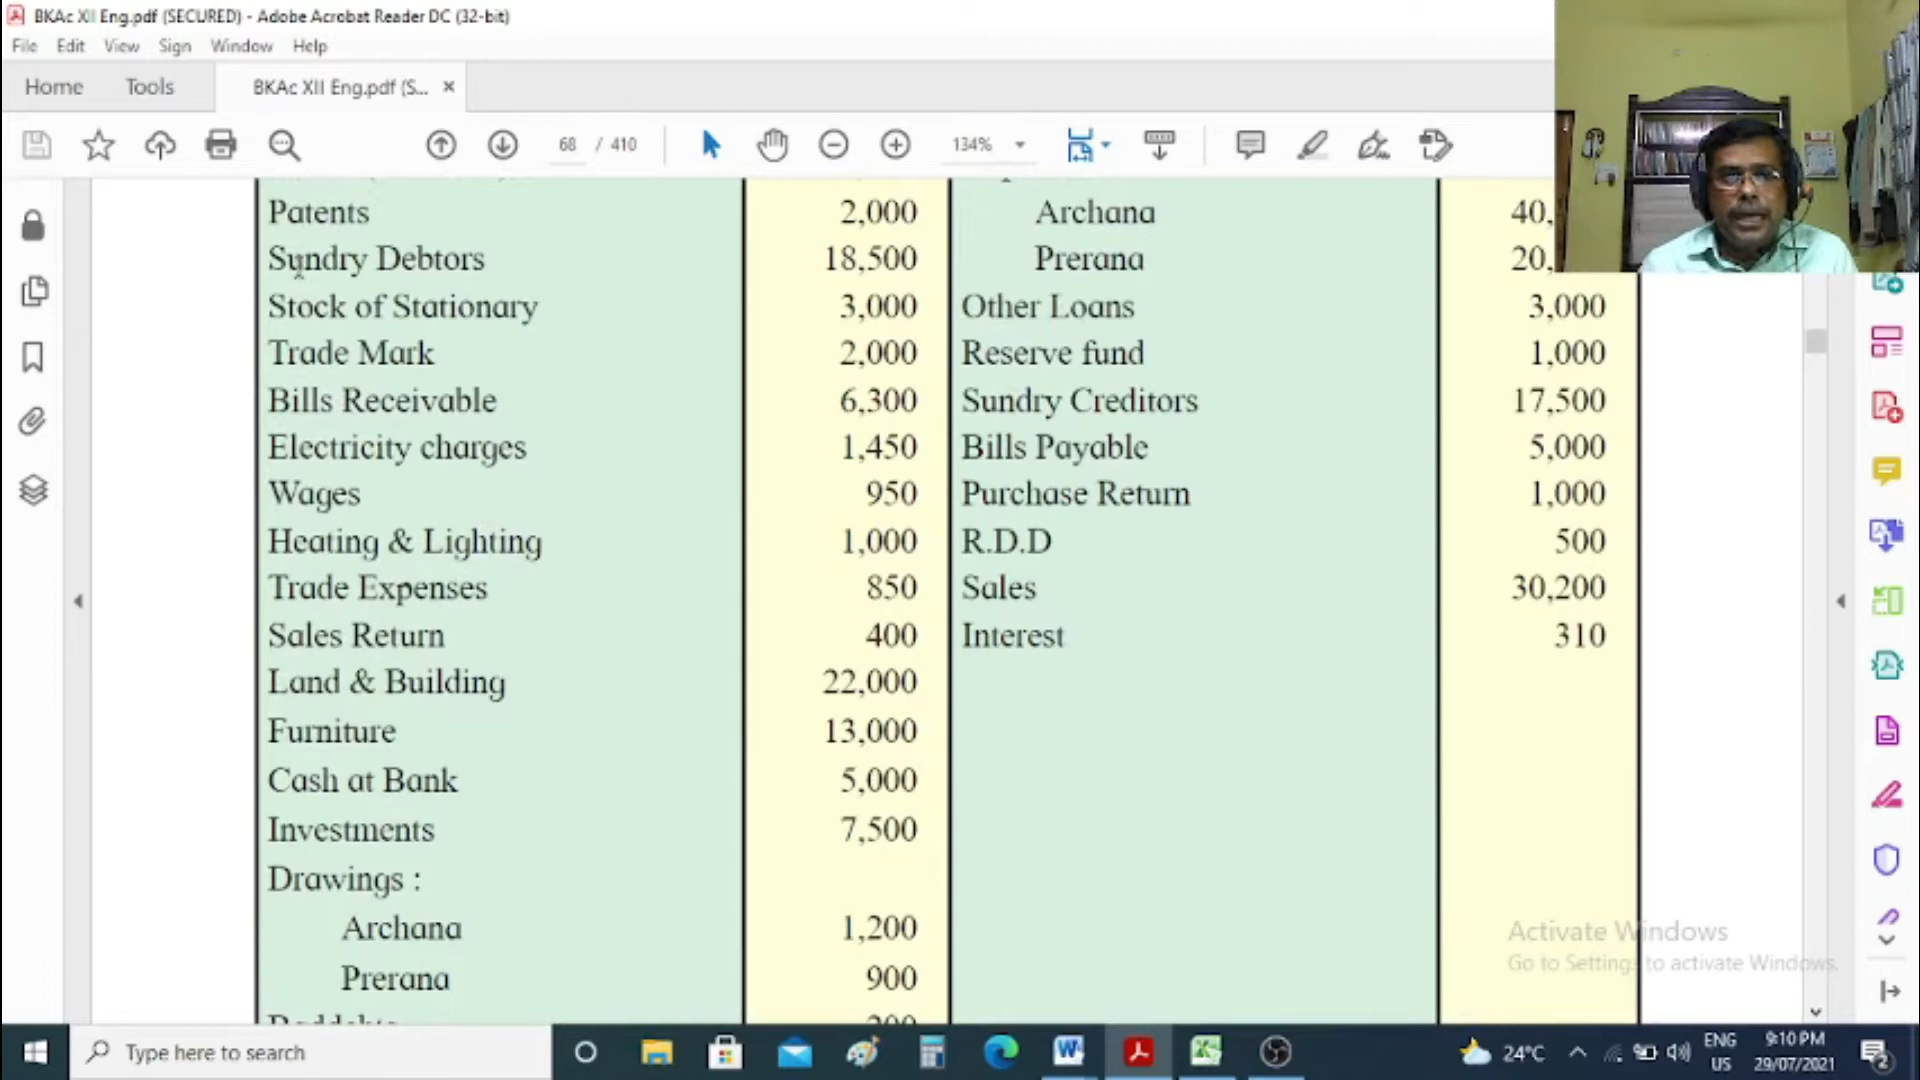 BKAc XII Eng.pdf (SECURED) - Adobe Acrobat Reader DC (32-bit)
File Edit View Sign Window Help
Home Tools BKAc XII Eng.pdf (S... ×
68 / 410 134%
Patents 2,000 Archana 40,
Sundry Debtors 18,500 Prerana 20,
Stock of Stationary 3,000 Other Loans 3,000
Trade Mark 2,000 Reserve fund 1,000
Bills Receivable 6,300 Sundry Creditors 17,500
Electricity charges 1,450 Bills Payable 5,000
Wages 950 Purchase Return 1,000
Heating & Lighting 1,000 R.D.D 500
Trade Expenses 850 Sales 30,200
Sales Return 400 Interest 310
Land & Building 22,000
Furniture 13,000
Cash at Bank 5,000
Investments 7,500
Drawings :
Archana 1,200
Prerana 900
Activate Windows
Go to Settings to activate Windows.
Type here to search 24°C ENG US 9:10 PM 29/07/2021 2